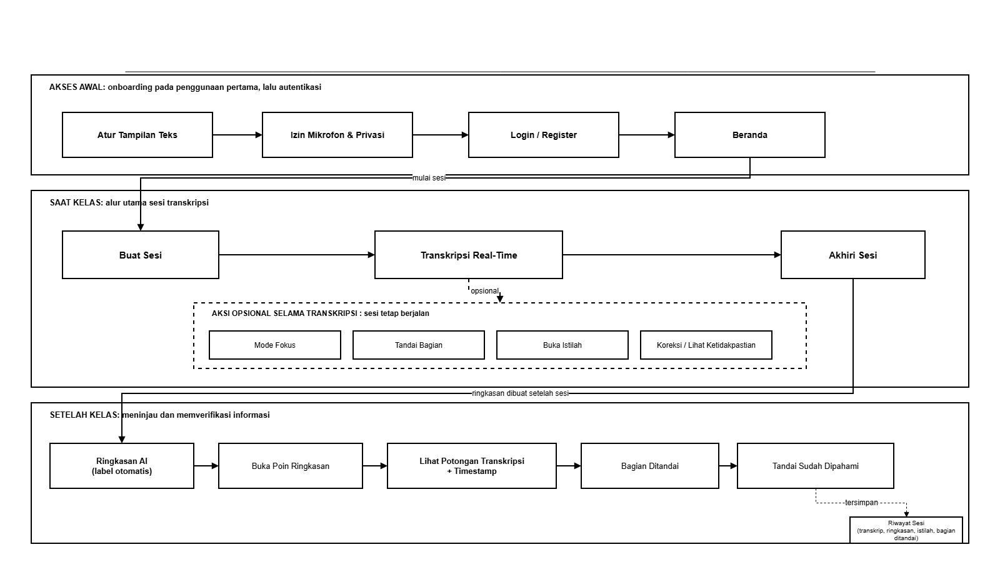 AKSES AWAL: onboarding pada penggunaan pertama, lalu autentikasi
Atur Tampilan Teks
Izin Mikrofon & Privasi
Login / Register
Beranda
mulai sesi
SAAT KELAS: alur utama sesi transkripsi
Buat Sesi
Transkripsi Real-Time
Akhiri Sesi
opsional
AKSI OPSIONAL SELAMA TRANSKRIPSI : sesi tetap berjalan
Mode Fokus
Tandai Bagian
Buka Istilah
Koreksi / Lihat Ketidakpastian
ringkasan dibuat setelah sesi
SETELAH KELAS: meninjau dan memverifikasi informasi
Ringkasan AI
(label otomatis)
Buka Poin Ringkasan
Lihat Potongan Transkripsi
+ Timestamp
Bagian Ditandai
Tandai Sudah Dipahami
tersimpan
Riwayat Sesi
(transkrip, ringkasan, istilah, bagian
ditandai)